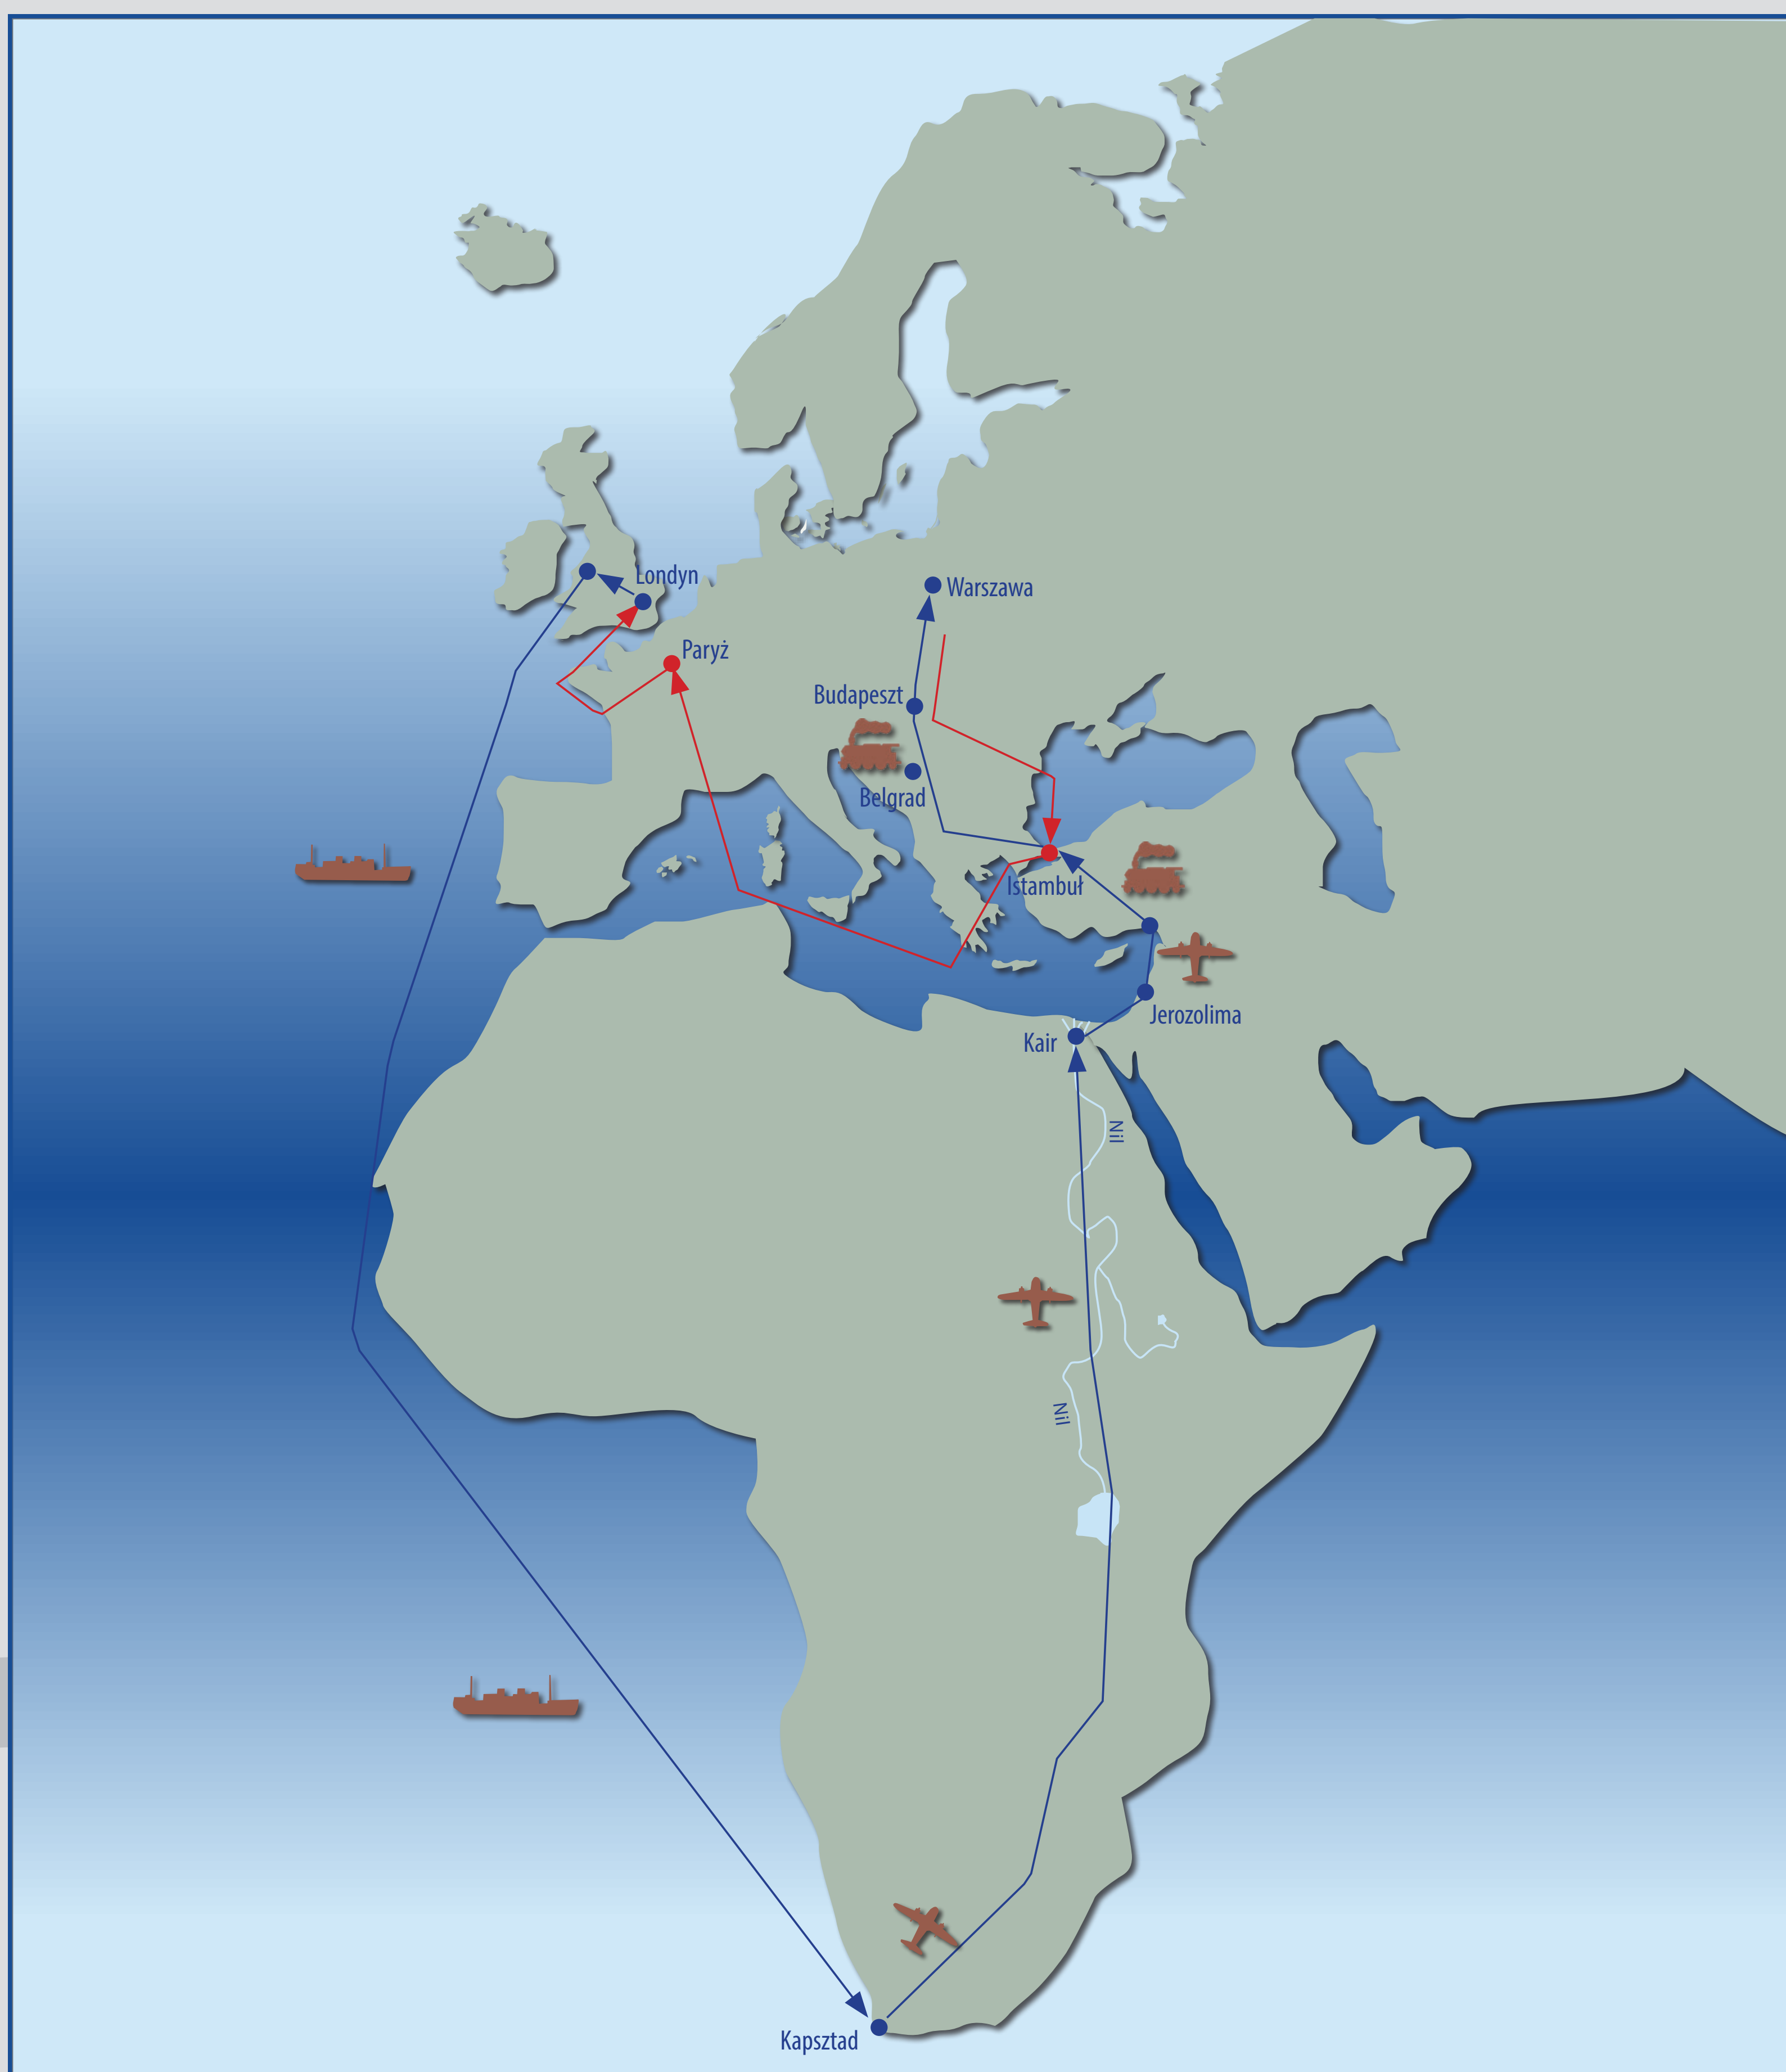 Londyn
Warszawa
Paryż
Budapeszt
Belgrad
Istambuł
Jerozolima
Kair
Nil
Nil
Kapsztad